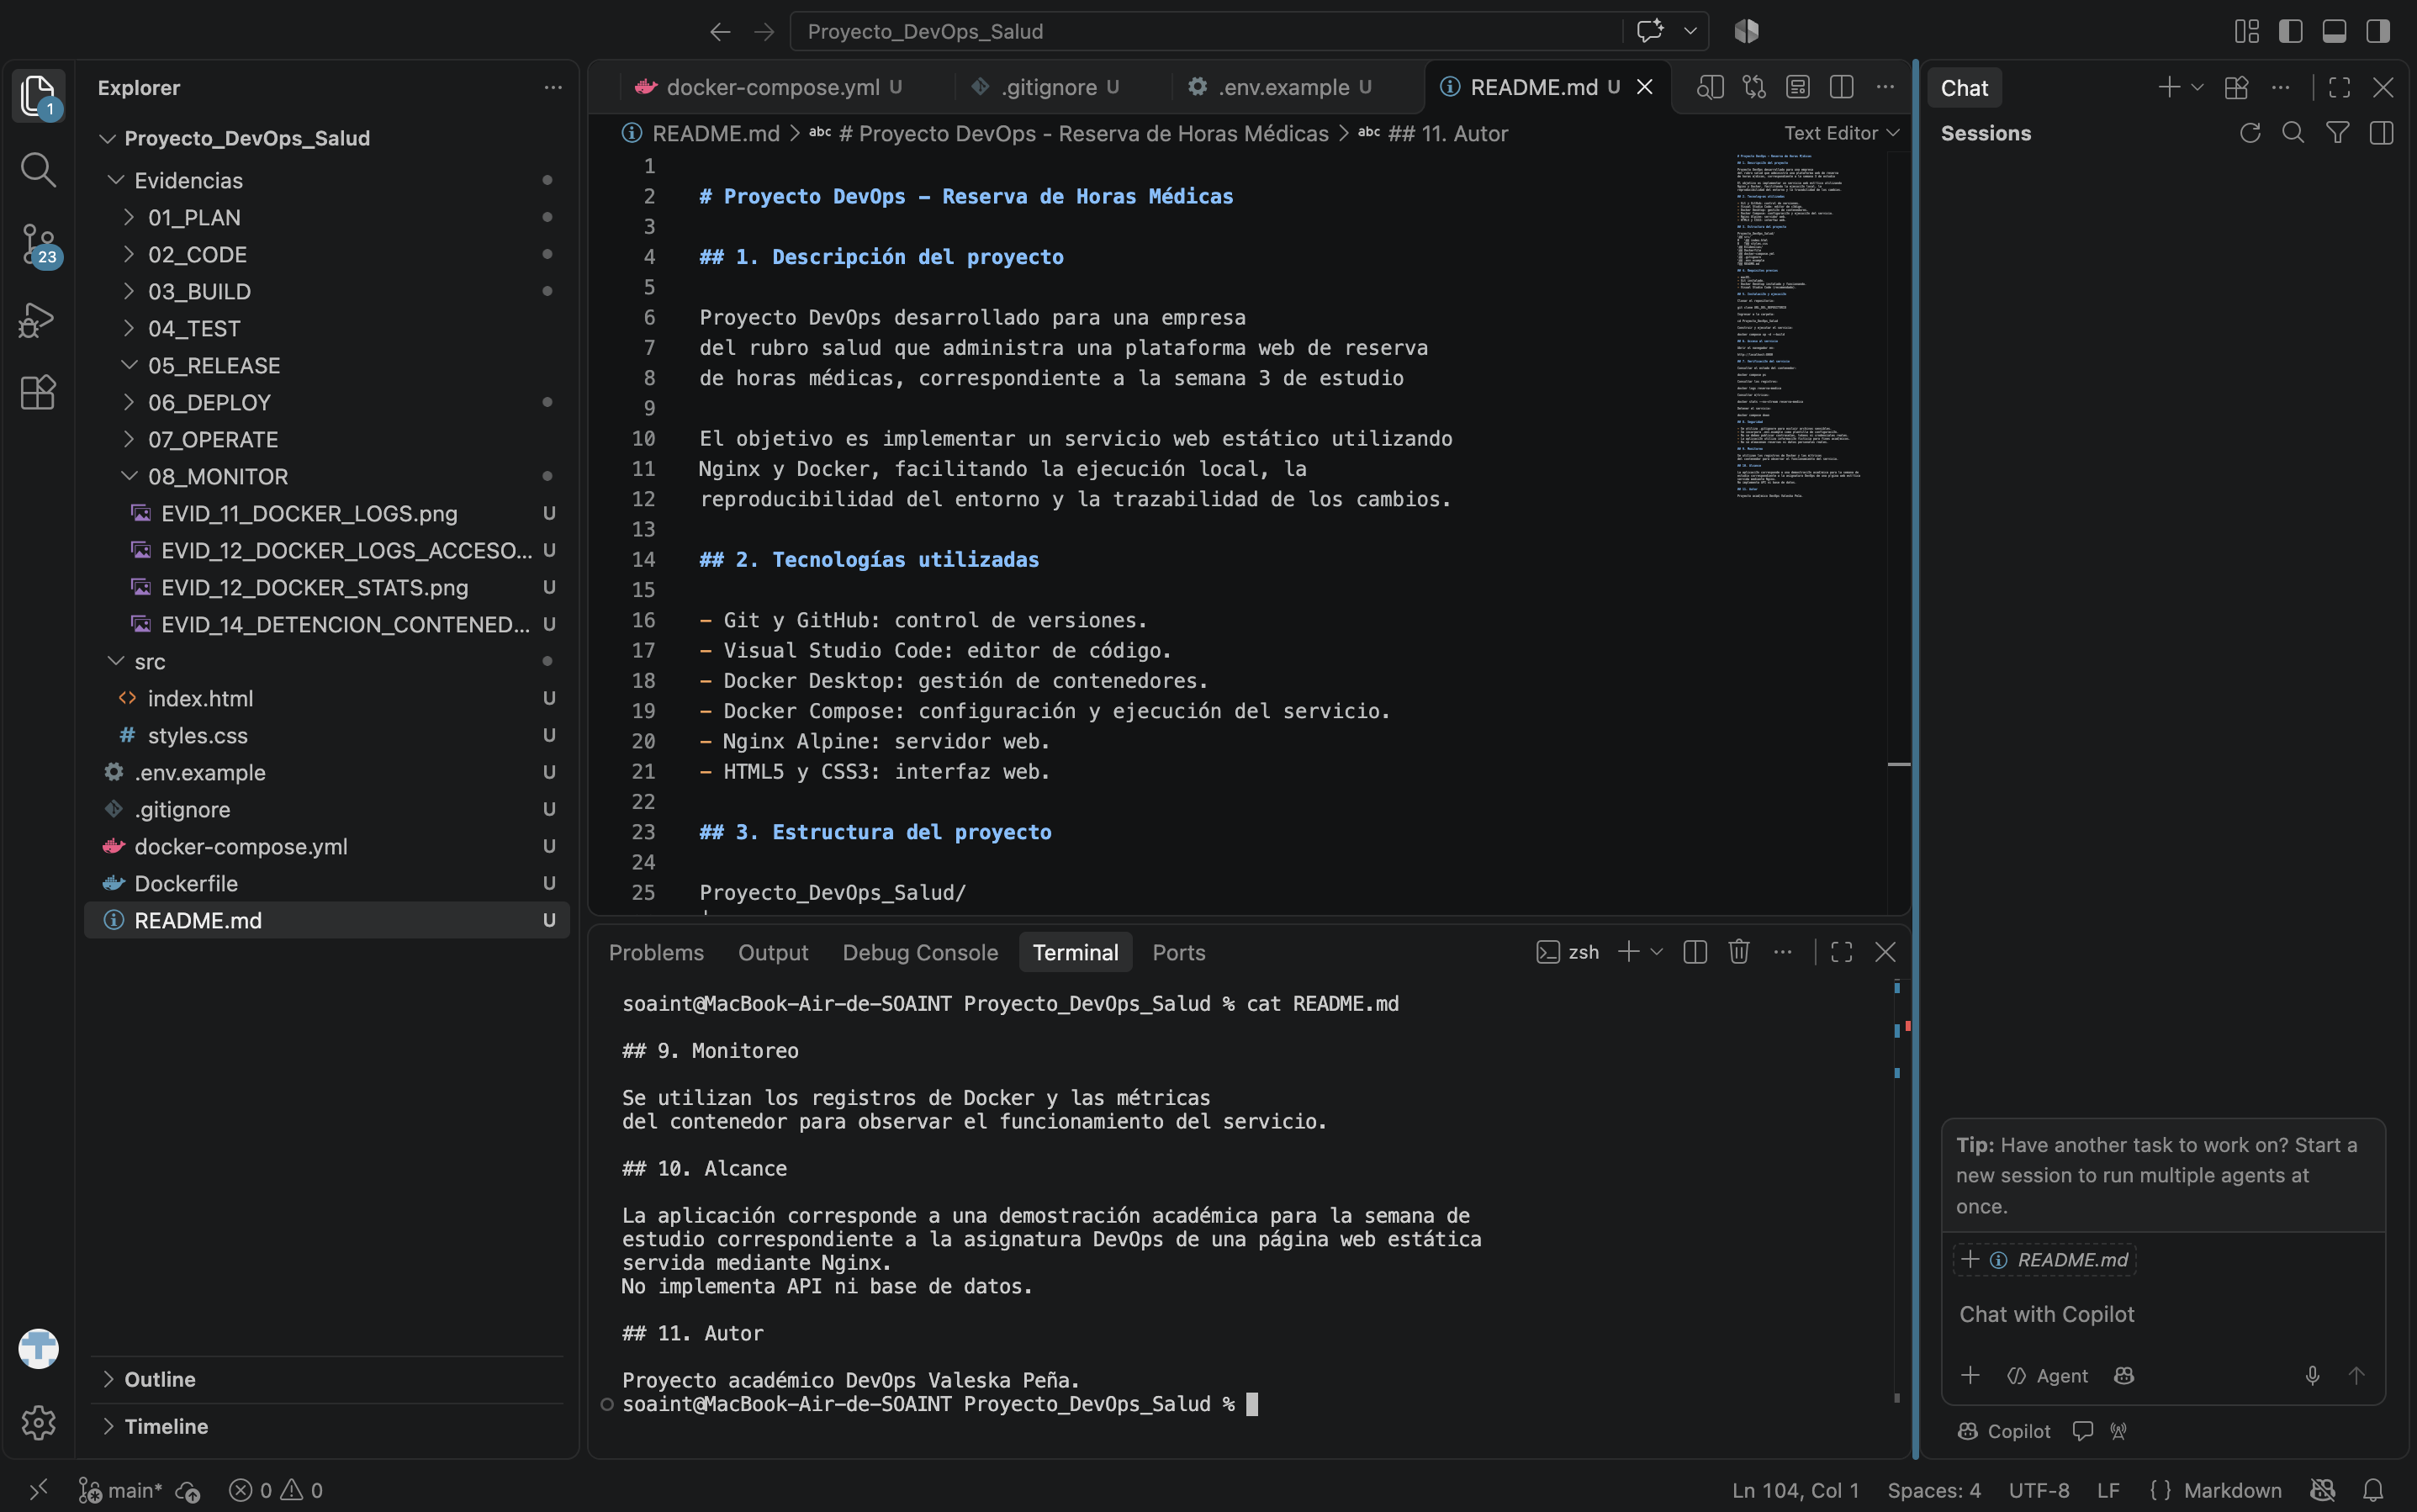 Proyecto_DevOps_Salud
Explorer
Proyecto_DevOps_Salud
Evidencias
01_PLAN
02_CODE
03_BUILD
04_TEST
05_RELEASE
06_DEPLOY
07_OPERATE
08_MONITOR
EVID_11_DOCKER_LOGS.png U
EVID_12_DOCKER_LOGS_ACCESO... U
EVID_12_DOCKER_STATS.png U
EVID_14_DETENCION_CONTENED... U
src
index.html U
styles.css U
.env.example U
.gitignore U
docker-compose.yml U
Dockerfile U
README.md U
Outline
Timeline
1
23
docker-compose.yml U
.gitignore U
.env.example U
README.md U
README.md > abc # Proyecto DevOps - Reserva de Horas Médicas > abc ## 11. Autor
Text Editor
1
2 # Proyecto DevOps - Reserva de Horas Médicas
3
4 ## 1. Descripción del proyecto
5
6 Proyecto DevOps desarrollado para una empresa
7 del rubro salud que administra una plataforma web de reserva
8 de horas médicas, correspondiente a la semana 3 de estudio
9
10 El objetivo es implementar un servicio web estático utilizando
11 Nginx y Docker, facilitando la ejecución local, la
12 reproducibilidad del entorno y la trazabilidad de los cambios.
13
14 ## 2. Tecnologías utilizadas
15
16 - Git y GitHub: control de versiones.
17 - Visual Studio Code: editor de código.
18 - Docker Desktop: gestión de contenedores.
19 - Docker Compose: configuración y ejecución del servicio.
20 - Nginx Alpine: servidor web.
21 - HTML5 y CSS3: interfaz web.
22
23 ## 3. Estructura del proyecto
24
25 Proyecto_DevOps_Salud/
Problems Output Debug Console Terminal Ports
zsh
soaint@MacBook-Air-de-SOAINT Proyecto_DevOps_Salud % cat README.md
## 9. Monitoreo
Se utilizan los registros de Docker y las métricas
del contenedor para observar el funcionamiento del servicio.
## 10. Alcance
La aplicación corresponde a una demostración académica para la semana de
estudio correspondiente a la asignatura DevOps de una página web estática
servida mediante Nginx.
No implementa API ni base de datos.
## 11. Autor
Proyecto académico DevOps Valeska Peña.
soaint@MacBook-Air-de-SOAINT Proyecto_DevOps_Salud %
Chat
Sessions
Tip: Have another task to work on? Start a
new session to run multiple agents at
once.
README.md
Chat with Copilot
Agent
Copilot
main*
0 0
Ln 104, Col 1
Spaces: 4
UTF-8
LF
{ } Markdown